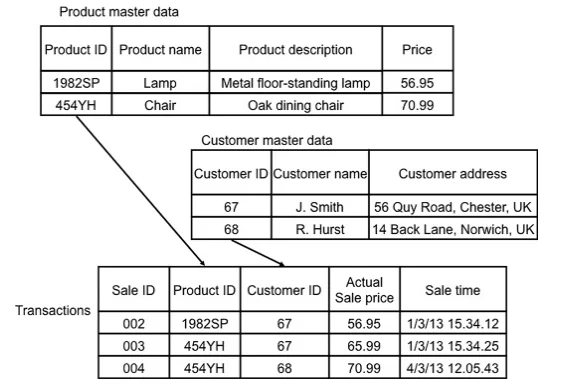 Product master data
Product ID Product name Product description Price
1982SP Lamp Metal floor-standing lamp 56.95
454YH Chair Oak dining chair 70.99
Customer master data
Customer ID Customer name Customer address
67 J. Smith 56 Quy Road, Chester, UK
68 R. Hurst 14 Back Lane, Norwich, UK
Transactions
Sale ID Product ID Customer ID Actual Sale price Sale time
002 1982SP 67 56.95 1/3/13 15.34.12
003 454YH 67 65.99 1/3/13 15.34.25
004 454YH 68 70.99 4/3/13 12.05.43